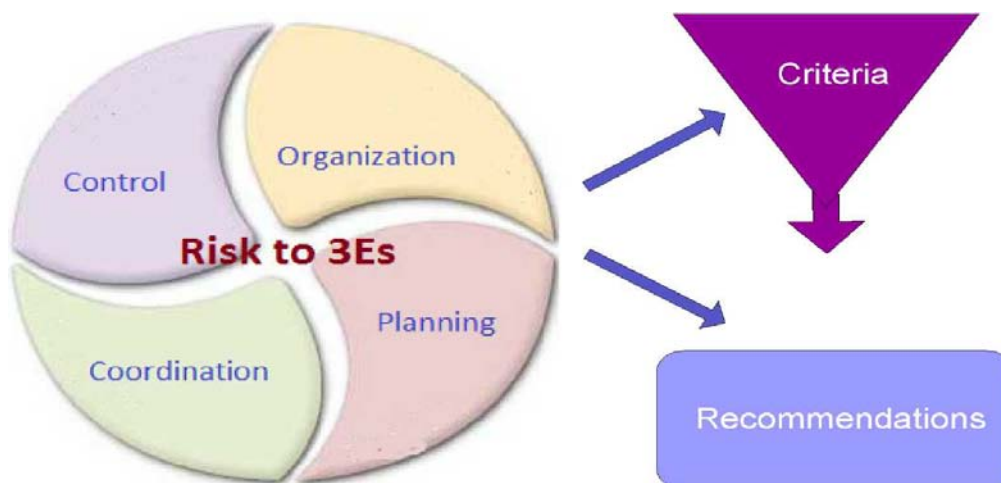 Criteria
Organization
Control
Risk to 3Es
Planning
Coordination
Recommendations